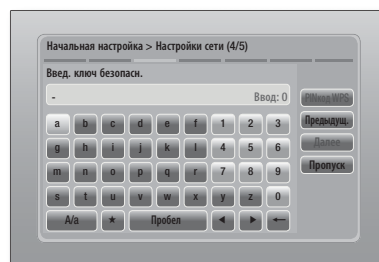 Начальная настройка > Настройки сети (4/5)
Введ. ключ безопасн.
- Ввод: 0
PINкод WPS
a b c d e f 1 2 3 Предыдущ.
g h i j k l 4 5 6 Далее
m n o p q r 7 8 9 Пропуск
s t u v w x y z 0
A/a ★ Пробел ◄ ► ←